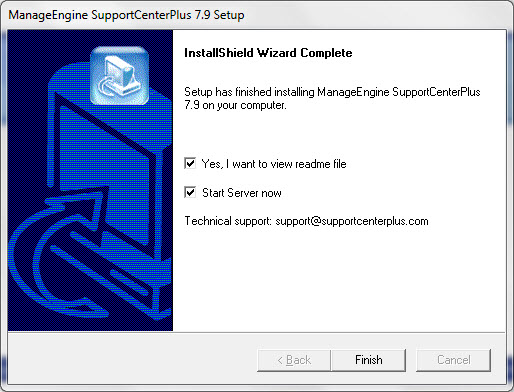 ManageEngine SupportCenterPlus 7.9 Setup
InstallShield Wizard Complete
Setup has finished installing ManageEngine SupportCenterPlus
7.9 on your computer.
Yes, I want to view readme file
Start Server now
Technical support: support@supportcenterplus.com
< Back
Finish
Cancel